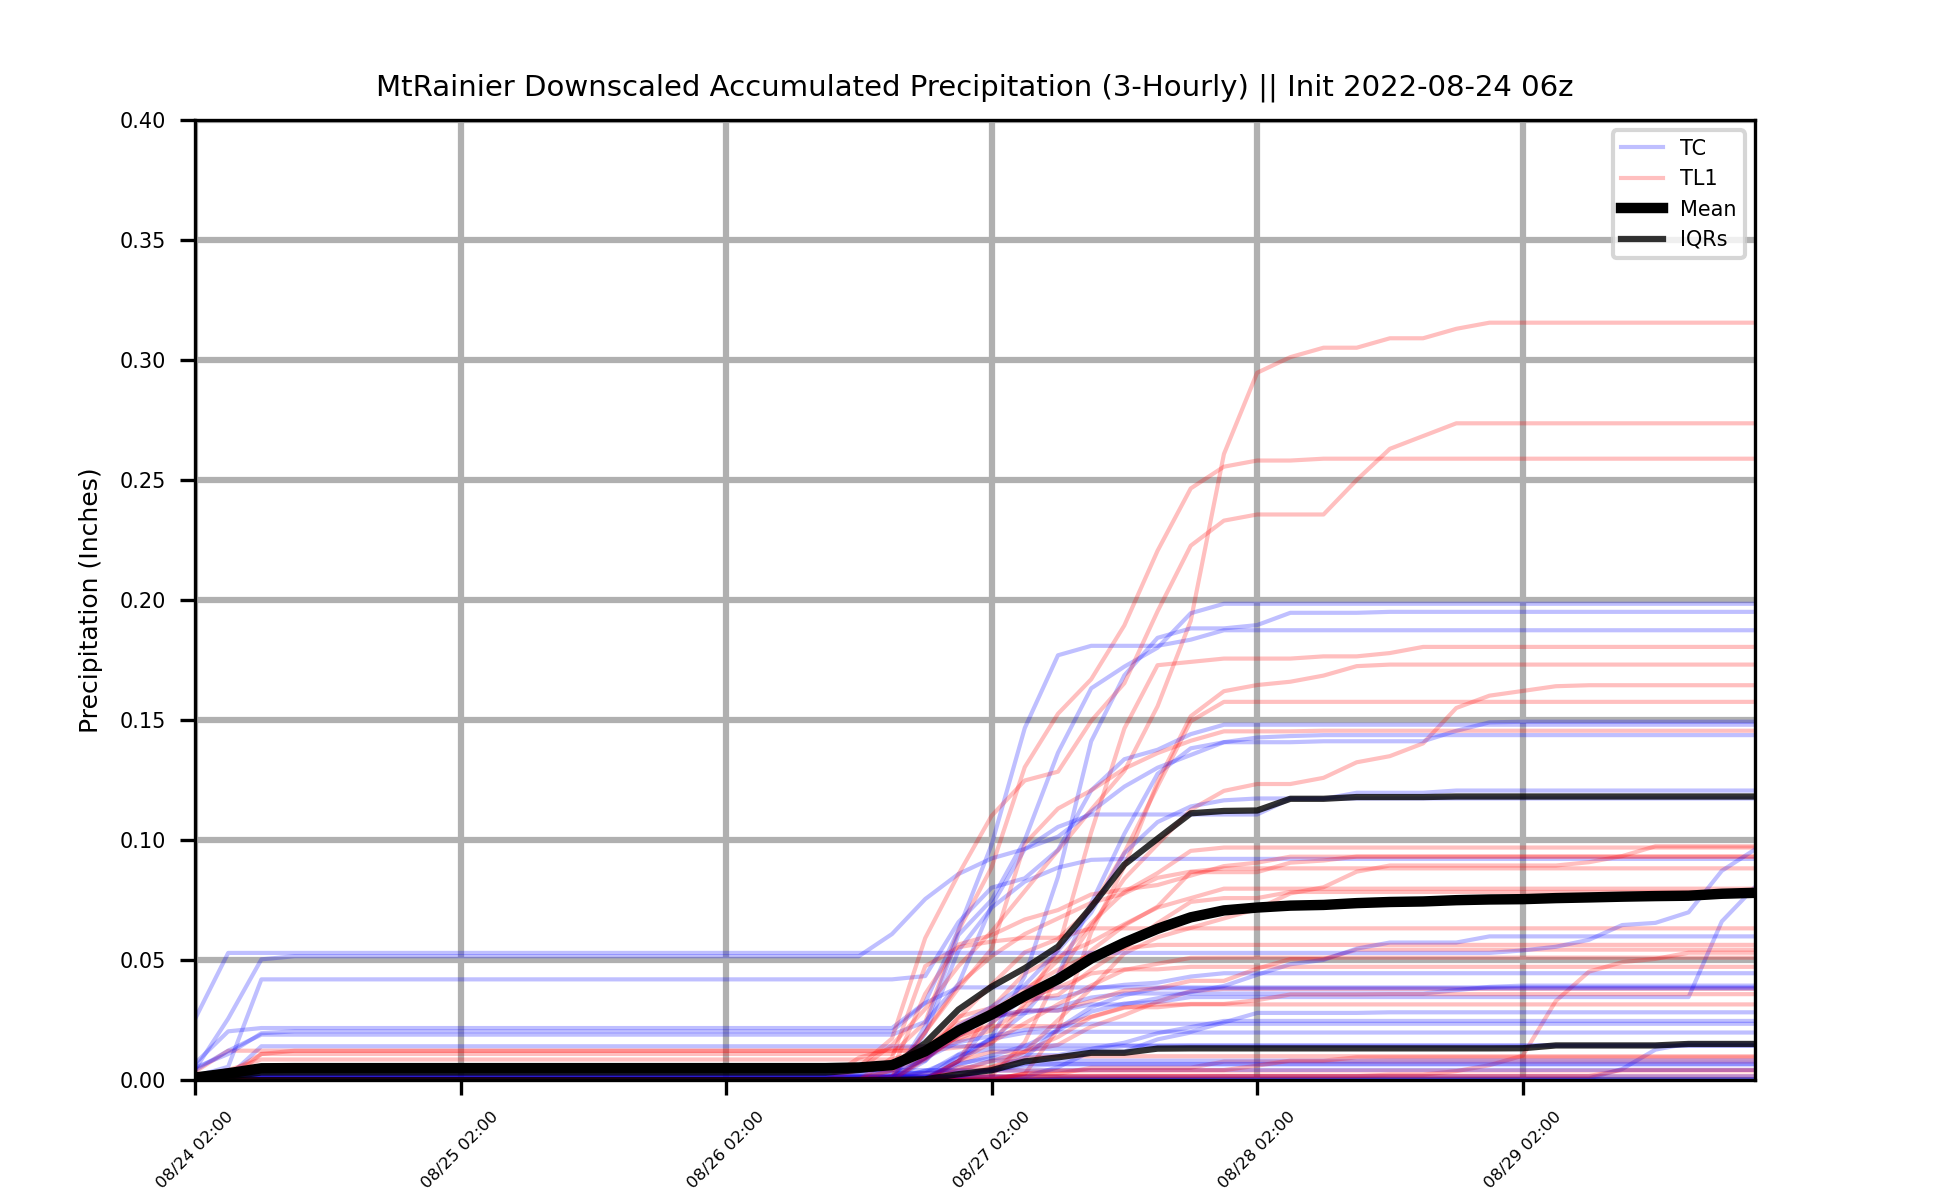 MtRainier Downscaled Accumulated Precipitation (3-Hourly) || Init 2022-08-24 06z
TC
TL1
Mean
IQRs
Precipitation (Inches)
0.40
0.35
0.30
0.25
0.20
0.15
0.10
0.05
0.00
08/24 02:00
08/25 02:00
08/26 02:00
08/27 02:00
08/28 02:00
08/29 02:00